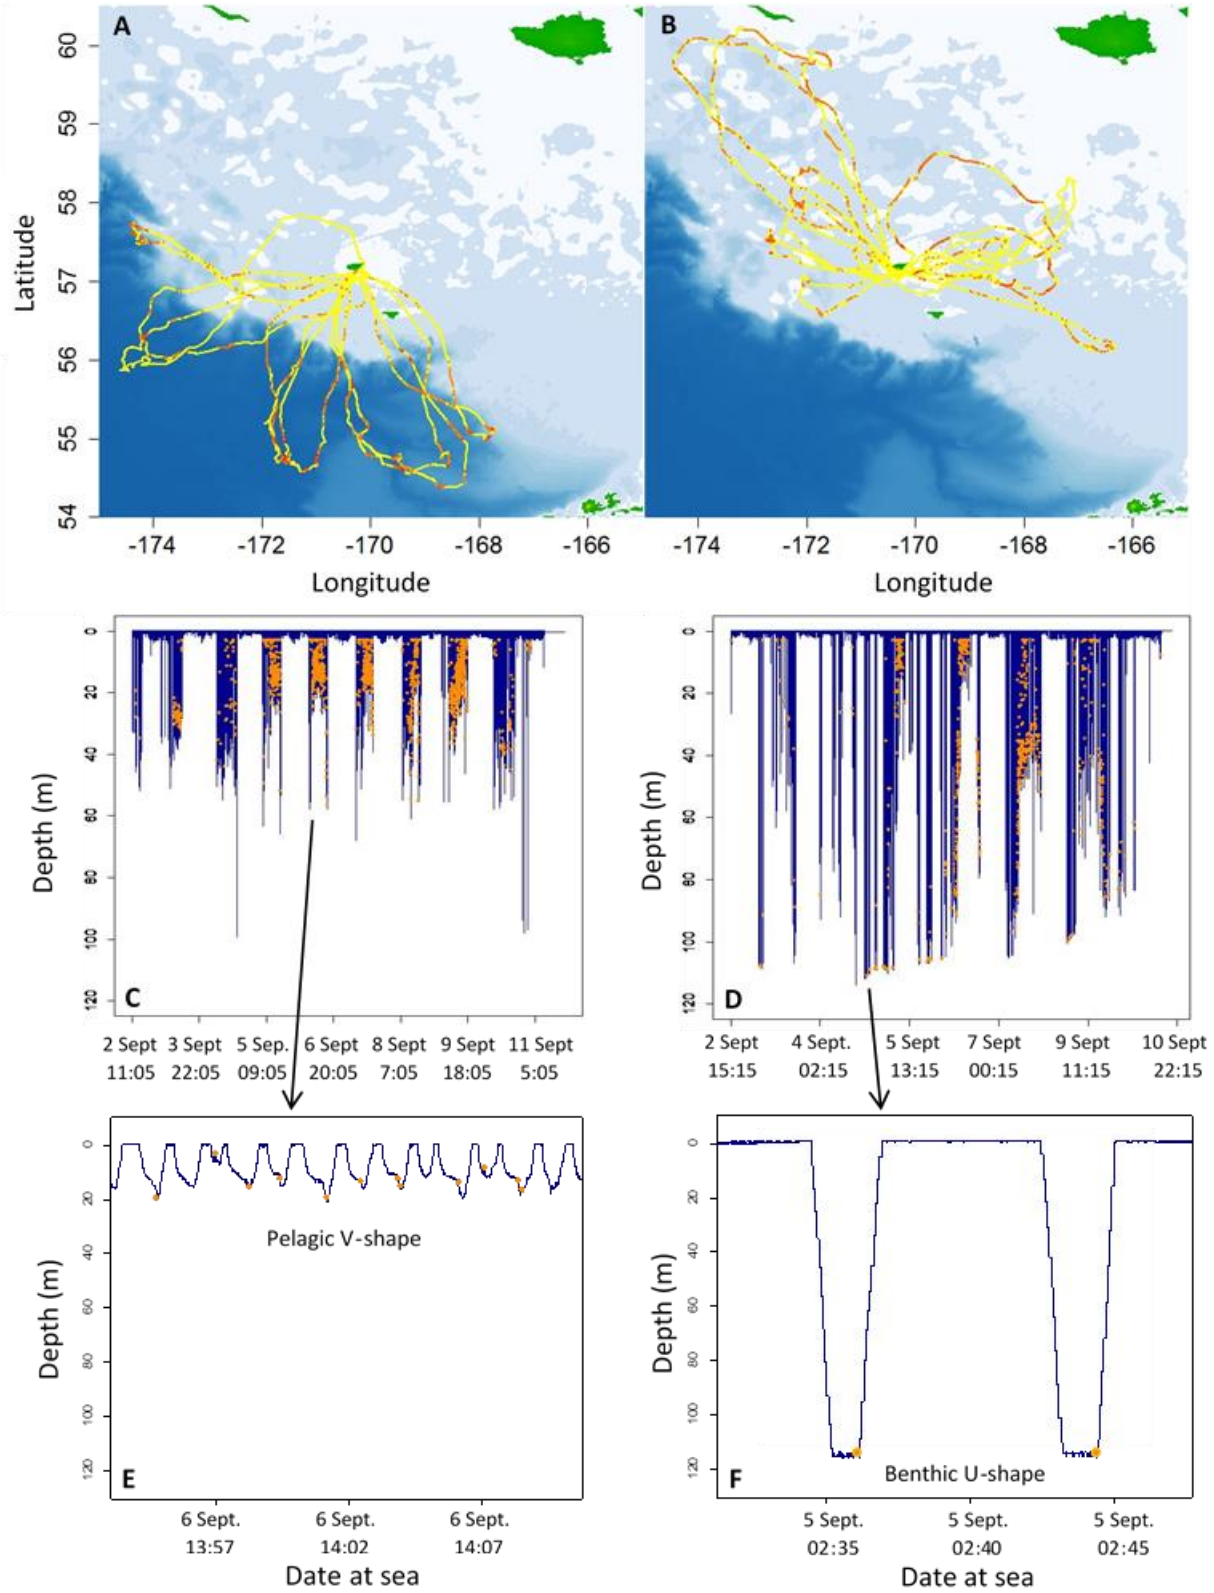 A
B
60
59
58
57
56
55
54
Latitude
-174
-172
-170
-168
-166
-174
-172
-170
-168
-166
Longitude
Longitude
0
20
40
60
80
100
120
Depth (m)
C
2 Sept
3 Sept
5 Sep.
6 Sept
8 Sept
9 Sept
11 Sept
11:05
22:05
09:05
20:05
7:05
18:05
5:05
0
20
40
60
80
100
120
Depth (m)
D
2 Sept
4 Sept.
5 Sept
7 Sept
9 Sept
10 Sept
15:15
02:15
13:15
00:15
11:15
22:15
0
20
40
60
80
100
120
Depth (m)
Pelagic V-shape
E
6 Sept.
6 Sept.
6 Sept.
13:57
14:02
14:07
Date at sea
0
20
40
60
80
100
120
Depth (m)
Benthic U-shape
F
5 Sept.
5 Sept.
5 Sept.
02:35
02:40
02:45
Date at sea